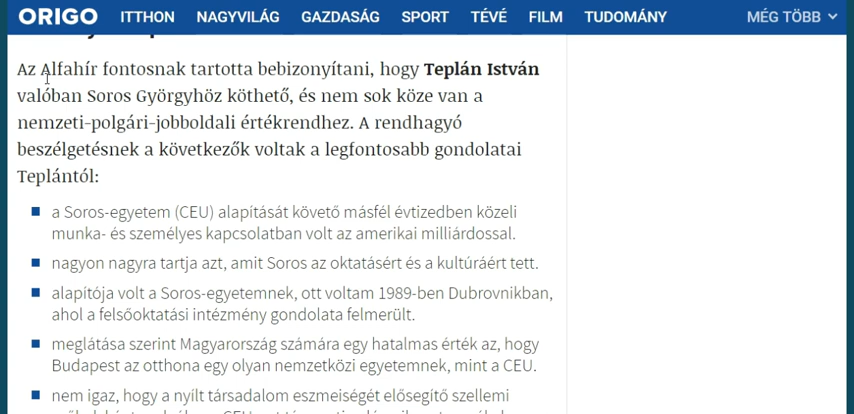 ORIGO ITTHON NAGYVILÁG GAZDASÁG SPORT TÉVÉ FILM TUDOMÁNY MÉG TÖBB
Az Alfahír fontosnak tartotta bebizonyítani, hogy Teplán István
valóban Soros Györgyhöz köthető, és nem sok köze van a
nemzeti-polgári-jobboldali értékrendhez. A rendhagyó
beszélgetésnek a következők voltak a legfontosabb gondolatai
Teplántól:
a Soros-egyetem (CEU) alapítását követő másfél évtizedben közeli
munka- és személyes kapcsolatban volt az amerikai milliárdossal.
nagyon nagyra tartja azt, amit Soros az oktatásért és a kultúráért tett.
alapítója volt a Soros-egyetemnek, ott voltam 1989-ben Dubrovnikban,
ahol a felsőoktatási intézmény gondolata felmerült.
meglátása szerint Magyarország számára egy hatalmas érték az, hogy
Budapest az otthona egy olyan nemzetközi egyetemnek, mint a CEU.
nem igaz, hogy a nyílt társadalom eszmeiségét elősegítő szellemi